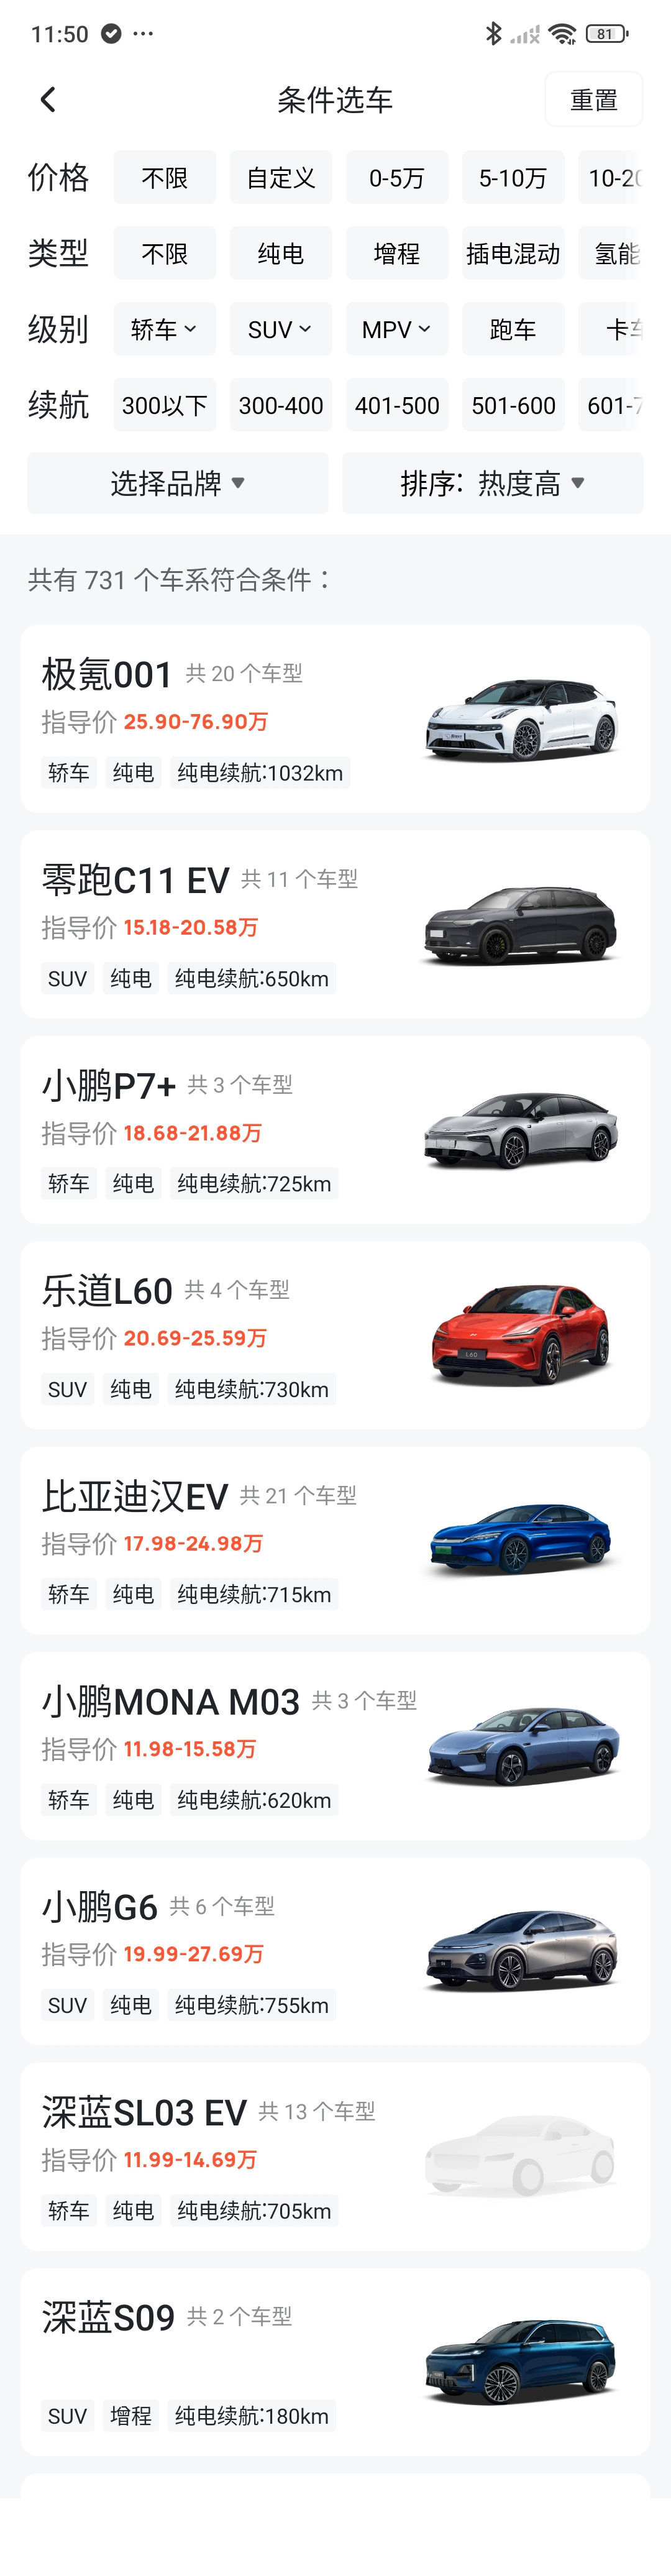 11:50
81
条件选车 重置
价格 不限 自定义 0-5万 5-10万 10-20
类型 不限 纯电 增程 插电混动 氢能
级别 轿车 SUV MPV 跑车 卡车
续航 300以下 300-400 401-500 501-600 601-7
选择品牌 排序：热度高
共有 731 个车系符合条件：
极氪001 共 20 个车型
指导价 25.90-76.90万
轿车 纯电 纯电续航:1032km
零跑C11 EV 共 11 个车型
指导价 15.18-20.58万
SUV 纯电 纯电续航:650km
小鹏P7+ 共 3 个车型
指导价 18.68-21.88万
轿车 纯电 纯电续航:725km
乐道L60 共 4 个车型
指导价 20.69-25.59万
SUV 纯电 纯电续航:730km
L60
比亚迪汉EV 共 21 个车型
指导价 17.98-24.98万
轿车 纯电 纯电续航:715km
小鹏MONA M03 共 3 个车型
指导价 11.98-15.58万
轿车 纯电 纯电续航:620km
小鹏G6 共 6 个车型
指导价 19.99-27.69万
SUV 纯电 纯电续航:755km
深蓝SL03 EV 共 13 个车型
指导价 11.99-14.69万
轿车 纯电 纯电续航:705km
深蓝S09 共 2 个车型
SUV 增程 纯电续航:180km